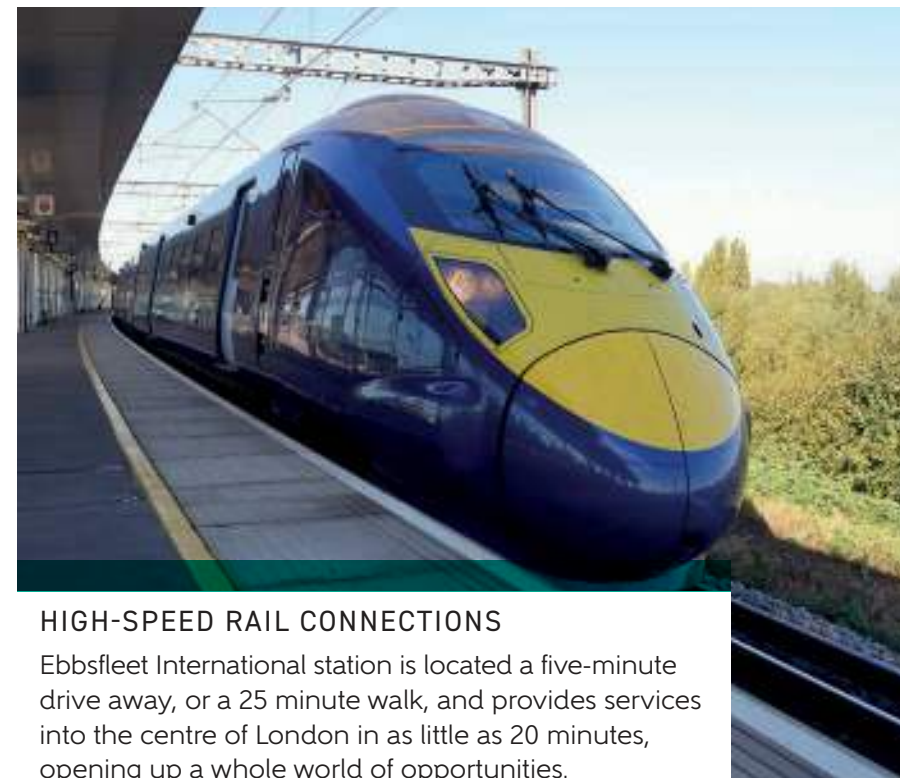 HIGH-SPEED RAIL CONNECTIONS
Ebbsfleet International station is located a five-minute
drive away, or a 25 minute walk, and provides services
into the centre of London in as little as 20 minutes,
opening up a whole world of opportunities.